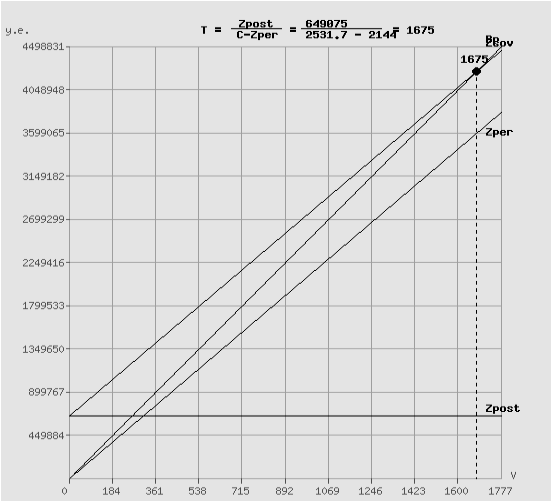 T = Zpost / C-Zper = 649075 / 2531.7 - 2144 = 1675
y.e.
Bp
Zsov
4498831
1675
4048948
3599065
Zper
3149182
2699299
2249416
1799533
1349650
899767
Zpost
449884
V
0 184 361 538 715 892 1069 1246 1423 1600 1777